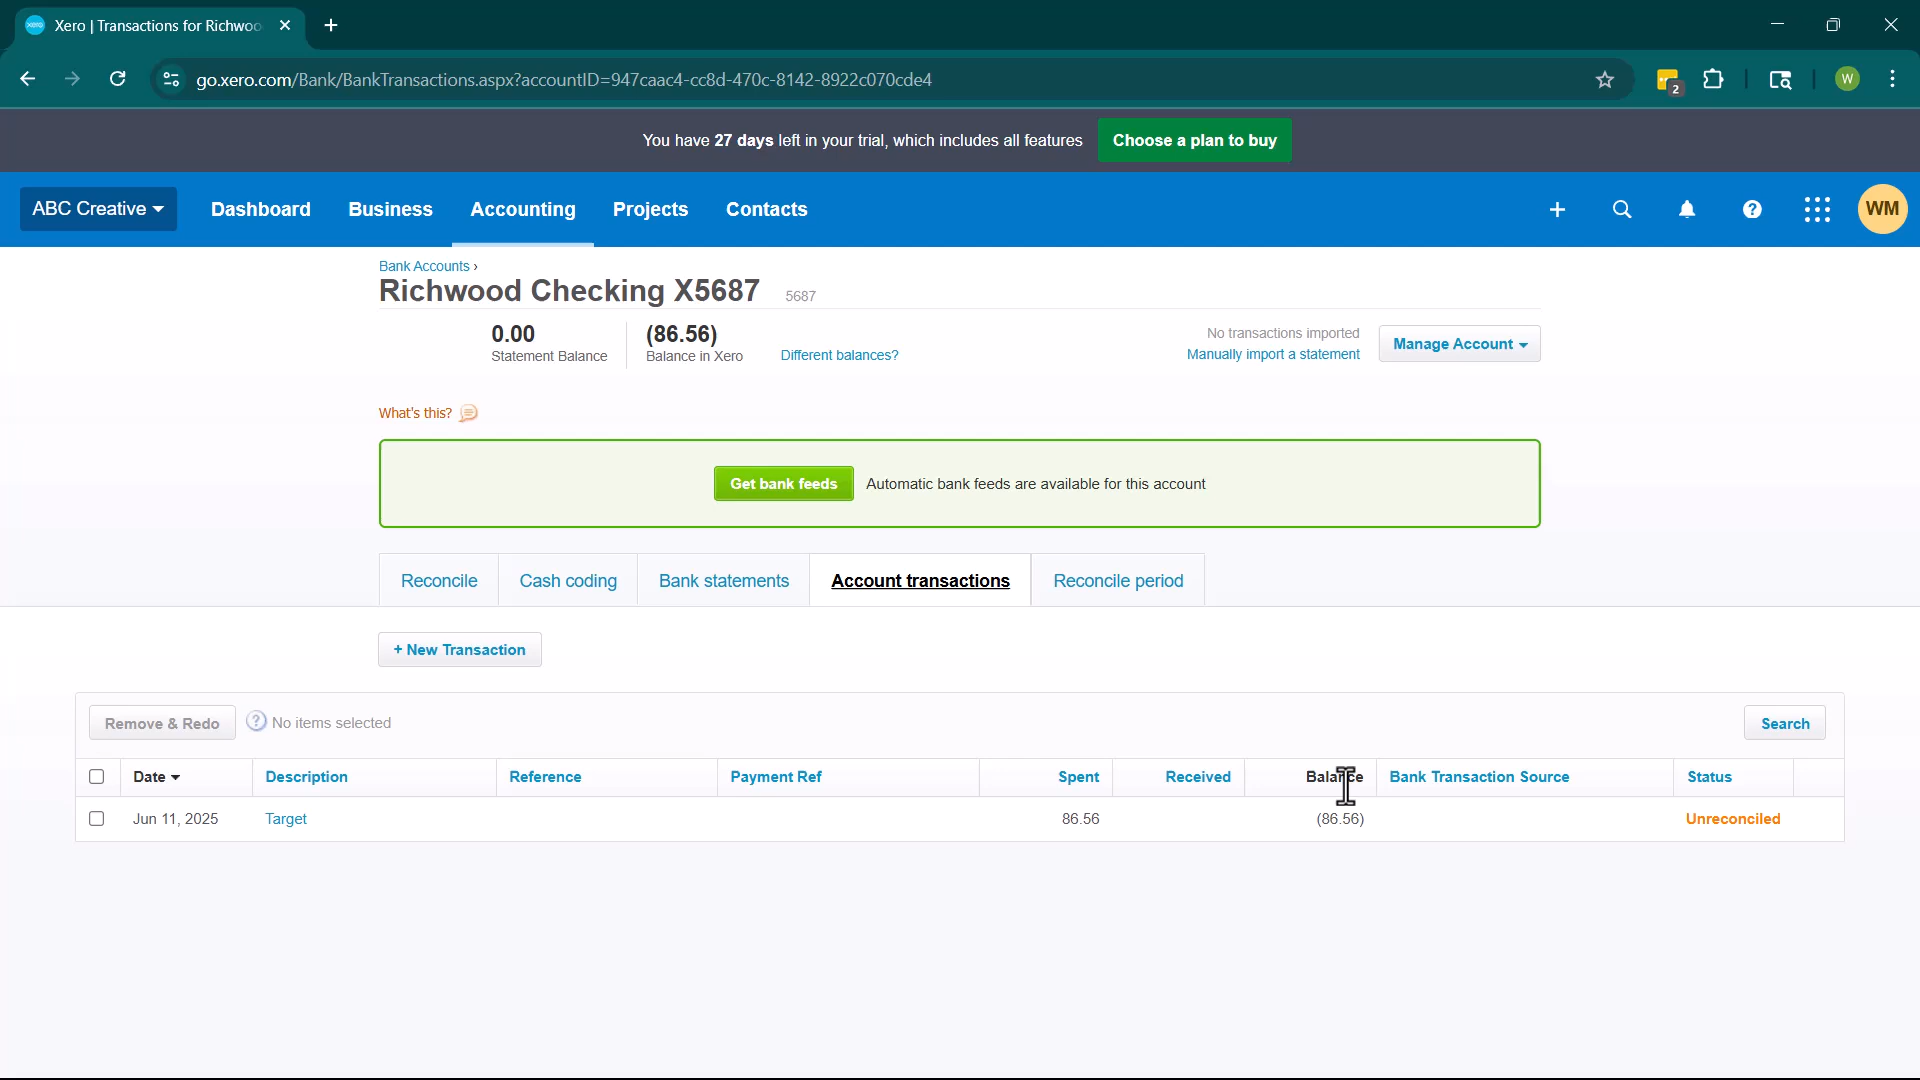 Xero | Transactions for Richwoo
go.xero.com/Bank/BankTransactions.aspx?accountID=947caac4-cc8d-470c-8142-8922c070cde4
2
W
You have 27 days left in your trial, which includes all features
Choose a plan to buy
ABC Creative
Dashboard
Business
Accounting
Projects
Contacts
WM
Bank Accounts ›
Richwood Checking X5687 5687
0.00
Statement Balance
(86.56)
Balance in Xero
Different balances?
No transactions imported
Manually import a statement
Manage Account
What's this?
Get bank feeds
Automatic bank feeds are available for this account
Reconcile
Cash coding
Bank statements
Account transactions
Reconcile period
+ New Transaction
Remove & Redo
? No items selected
Search
Date Description Reference Payment Ref Spent Received Balance Bank Transaction Source Status
Jun 11, 2025 Target 86.56 (86.56) Unreconciled